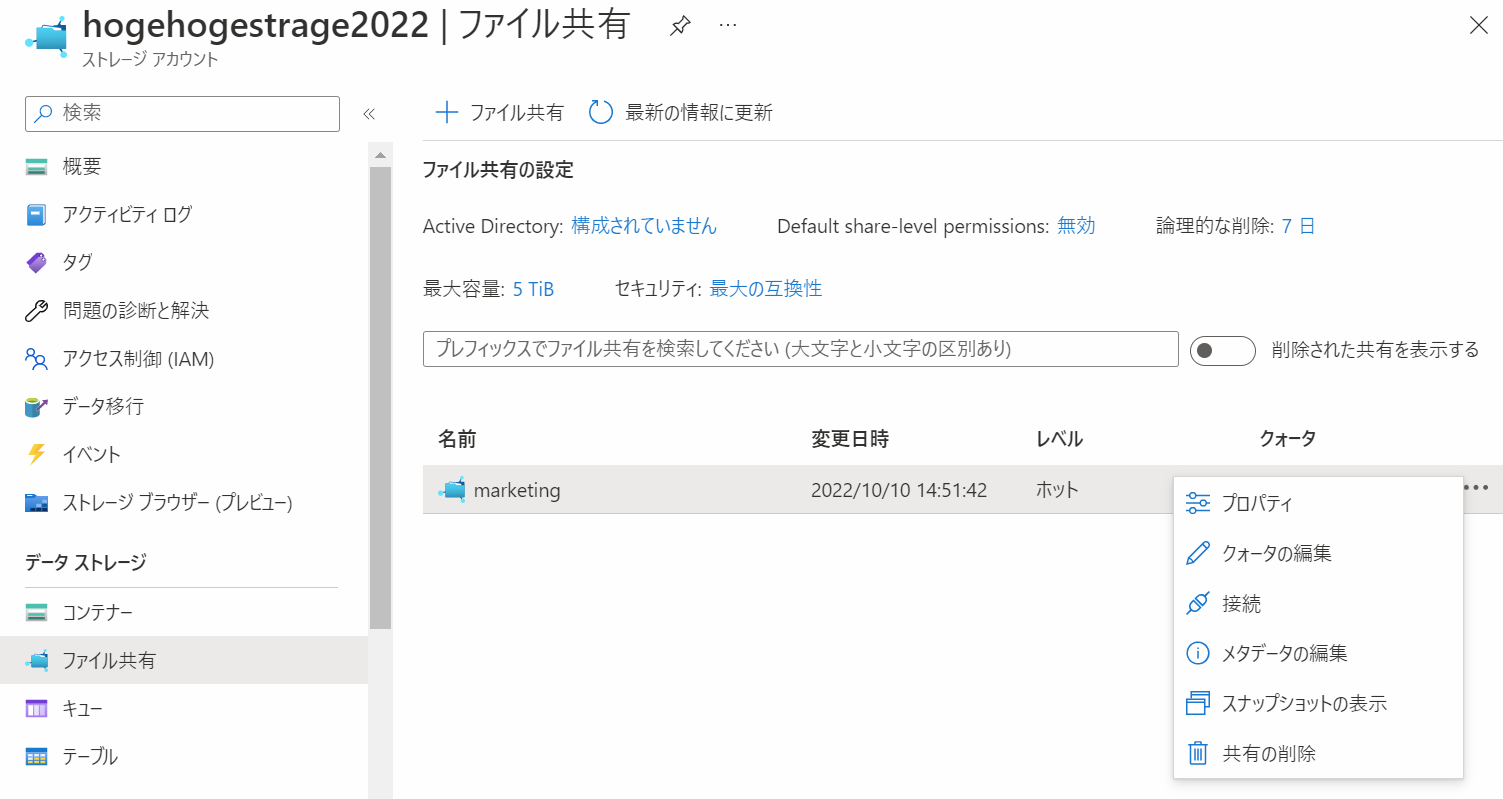 hogehogestrage2022 | ファイル共有 ...
ストレージ アカウント
検索
概要
アクティビティ ログ
タグ
問題の診断と解決
アクセス制御 (IAM)
データ移行
イベント
ストレージ ブラウザー (プレビュー)
データ ストレージ
コンテナー
ファイル共有
キュー
テーブル
ファイル共有 最新の情報に更新
ファイル共有の設定
Active Directory: 構成されていません Default share-level permissions: 無効 論理的な削除: 7 日
最大容量: 5 TiB セキュリティ: 最大の互換性
プレフィックスでファイル共有を検索してください (大文字と小文字の区別あり) 削除された共有を表示する
名前 変更日時 レベル クォータ
marketing 2022/10/10 14:51:42 ホット
プロパティ
クォータの編集
接続
メタデータの編集
スナップショットの表示
共有の削除